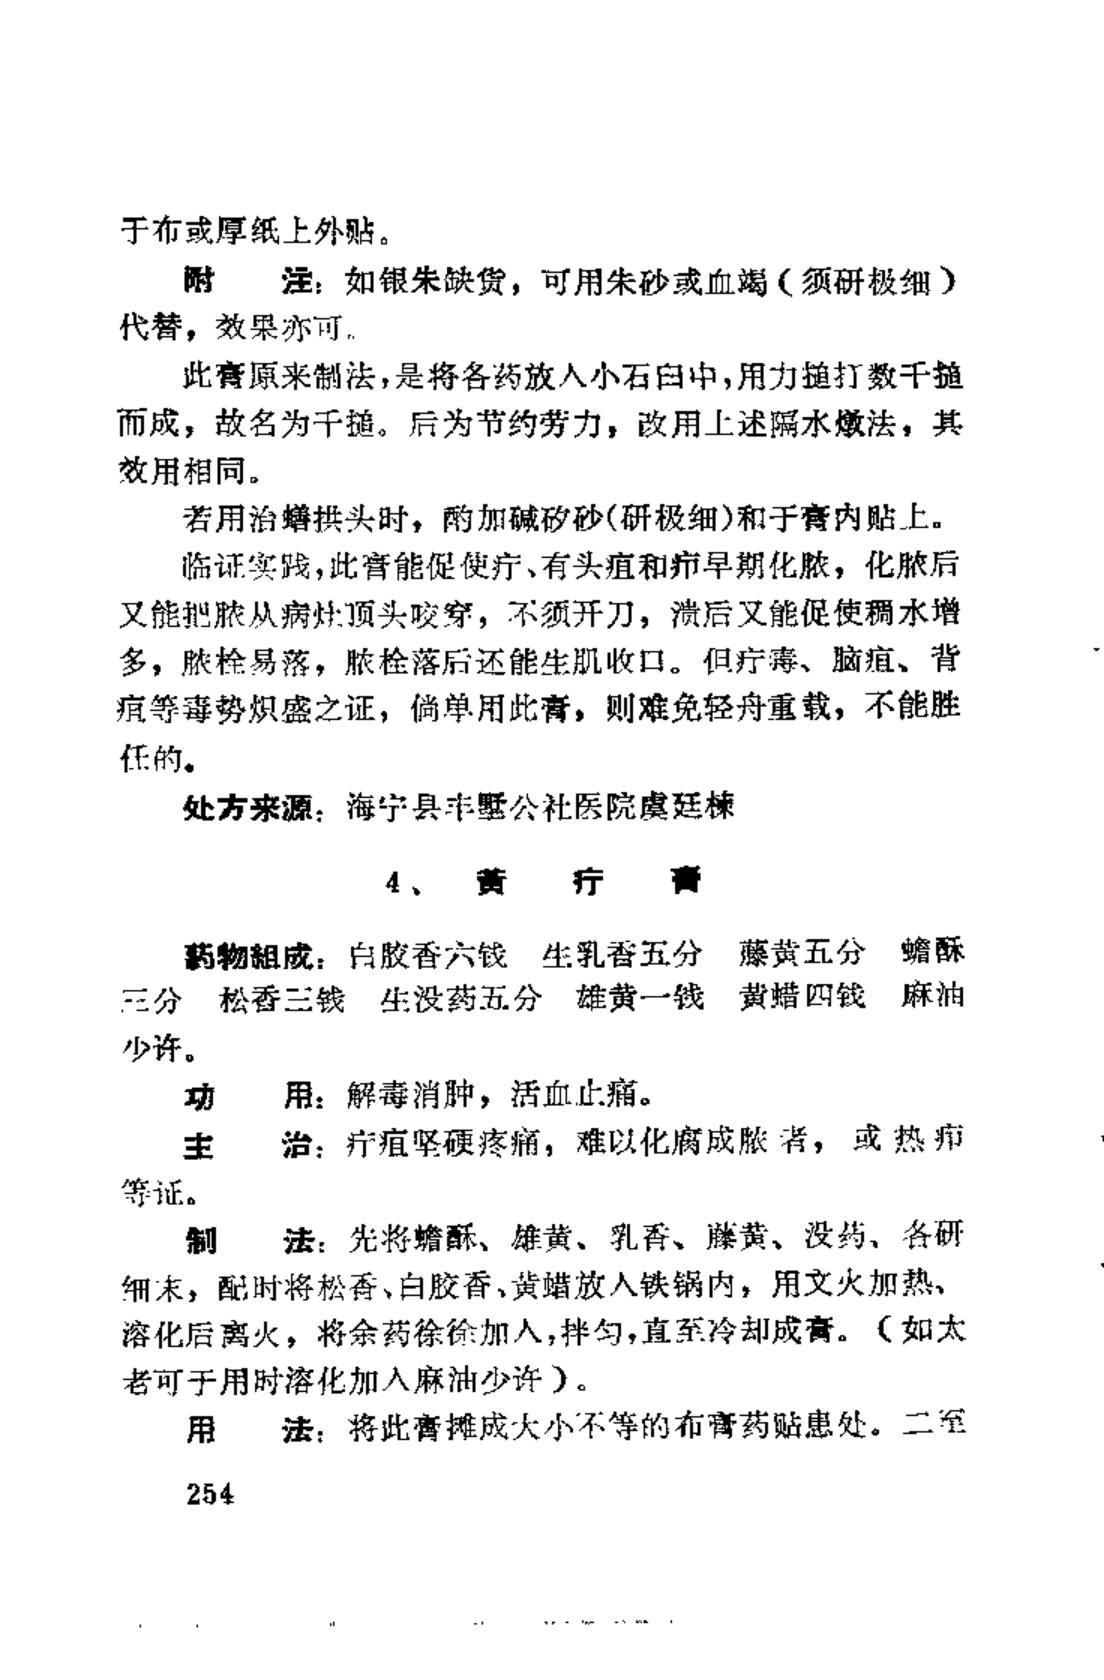 于布或厚纸上外贴。
附　　注：如银朱缺货，可用朱砂或血竭（须研极细）
代替，效果亦可。
此膏原来制法，是将各药放入小石臼中，用力搥打数千搥
而成，故名为千搥。后为节约劳力，改用上述隔水燉法，其
效用相同。
若用治蟮拱头时，酌加碱矽砂(研极细)和于膏内贴上。
临证实践，此膏能促使疔、有头疽和疖早期化脓，化脓后
又能把脓从病灶顶头咬穿，不须开刀，溃后又能促使稠水增
多，脓栓易落，脓栓落后还能生肌收口。但疔毒、脑疽、背
疽等毒势炽盛之证，倘单用此膏，则难免轻舟重载，不能胜
任的。
处方来源：海宁县丰墅公社医院虞廷楝
4、　黄　疔　膏
药物組成：白胶香六钱　生乳香五分　藤黄五分　蟾酥
三分　松香三钱　生没药五分　雄黄一钱　黄蜡四钱　麻油
少许。
功　　用：解毒消肿，活血止痛。
主　　治：疔疽坚硬疼痛，难以化腐成脓者，或热疖
等证。
制　　法：先将蟾酥、雄黄、乳香、藤黄、没药、各研
细末，配时将松香、白胶香、黄蜡放入铁锅内，用文火加热、
溶化后离火，将余药徐徐加入，拌匀，直至冷却成膏。（如太
老可于用时溶化加入麻油少许）。
用　　法：将此膏摊成大小不等的布膏药贴患处。二至
254